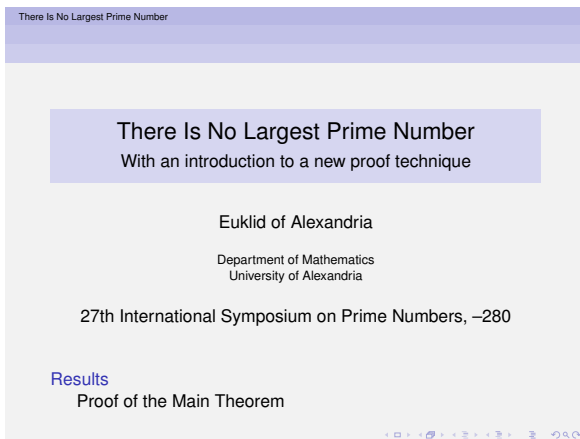 There Is No Largest Prime Number
There Is No Largest Prime Number
With an introduction to a new proof technique
Euklid of Alexandria
Department of Mathematics
University of Alexandria
27th International Symposium on Prime Numbers, –280
Results
Proof of the Main Theorem